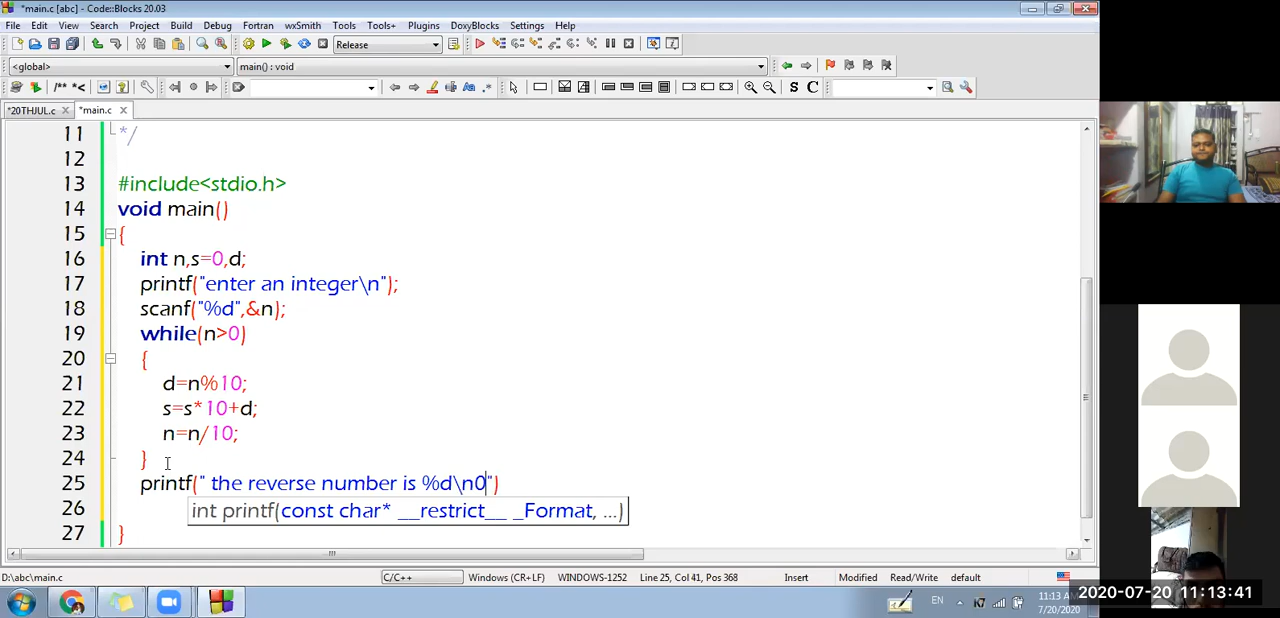 *main.c [abc] - Code::Blocks 20.03
File Edit View Search Project Build Debug Fortran wxSmith Tools Tools+ Plugins DoxyBlocks Settings Help
Release
<global> main() : void
/** *< Aa .* S C
*20THJUL.c *main.c
11 */
12
13 #include<stdio.h>
14 void main()
15 {
16 int n,s=0,d;
17 printf("enter an integer\n");
18 scanf("%d",&n);
19 while(n>0)
20 {
21 d=n%10;
22 s=s*10+d;
23 n=n/10;
24 }
25 printf(" the reverse number is %d\n0")
26 int printf(const char* __restrict__ _Format, ...)
27 }
D:\abc\main.c C/C++ Windows (CR+LF) WINDOWS-1252 Line 25, Col 41, Pos 368 Insert Modified Read/Write default
EN 11:13 AM
7/20/2020
2020-07-20 11:13:41